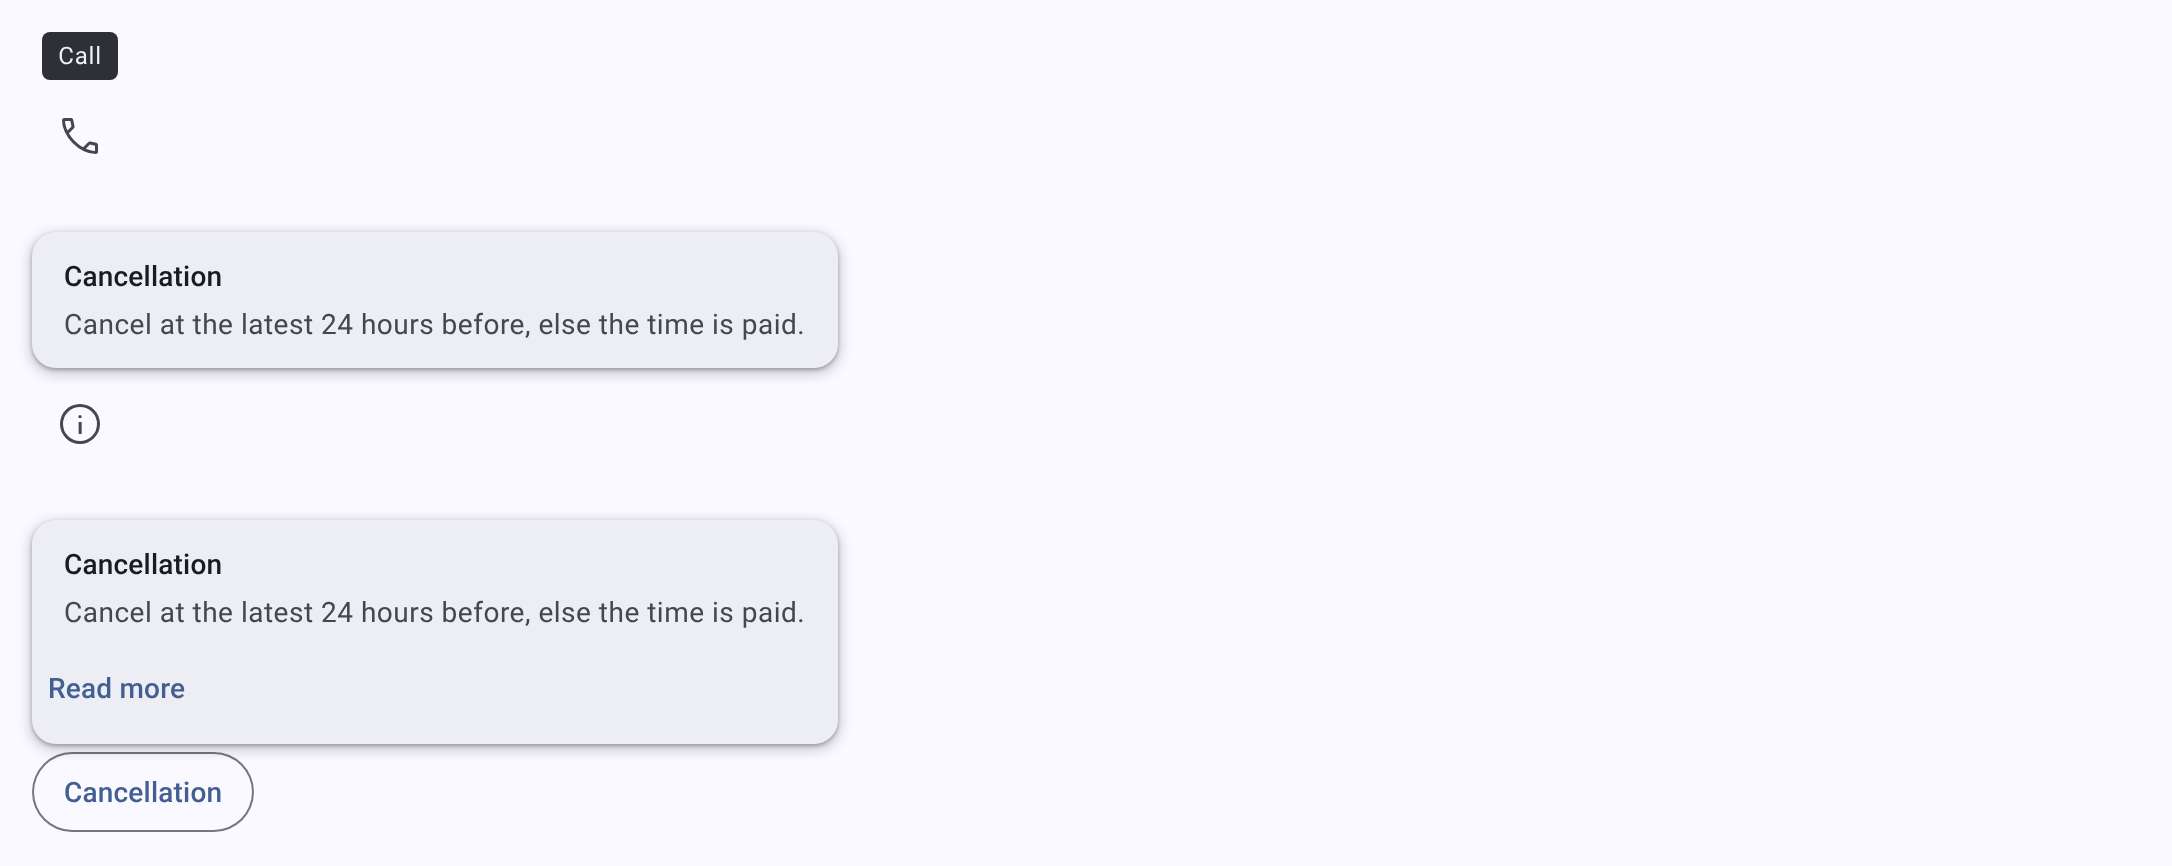 Call
Cancellation
Cancel at the latest 24 hours before, else the time is paid.
Cancellation
Cancel at the latest 24 hours before, else the time is paid.
Read more
Cancellation